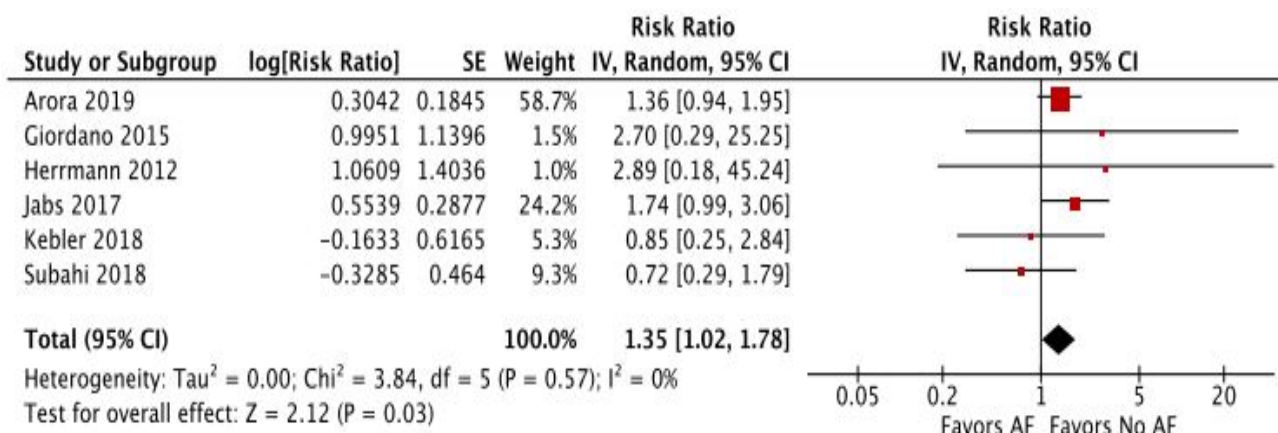 Risk Ratio Risk Ratio
Study or Subgroup log[Risk Ratio] SE Weight IV, Random, 95% CI IV, Random, 95% CI
Arora 2019 0.3042 0.1845 58.7% 1.36 [0.94, 1.95]
Giordano 2015 0.9951 1.1396 1.5% 2.70 [0.29, 25.25]
Herrmann 2012 1.0609 1.4036 1.0% 2.89 [0.18, 45.24]
Jabs 2017 0.5539 0.2877 24.2% 1.74 [0.99, 3.06]
Kebler 2018 −0.1633 0.6165 5.3% 0.85 [0.25, 2.84]
Subahi 2018 −0.3285 0.464 9.3% 0.72 [0.29, 1.79]
Total (95% CI) 100.0% 1.35 [1.02, 1.78]
Heterogeneity: Tau² = 0.00; Chi² = 3.84, df = 5 (P = 0.57); I² = 0%
Test for overall effect: Z = 2.12 (P = 0.03)
0.05 0.2 1 5 20
Favors AF Favors No AF